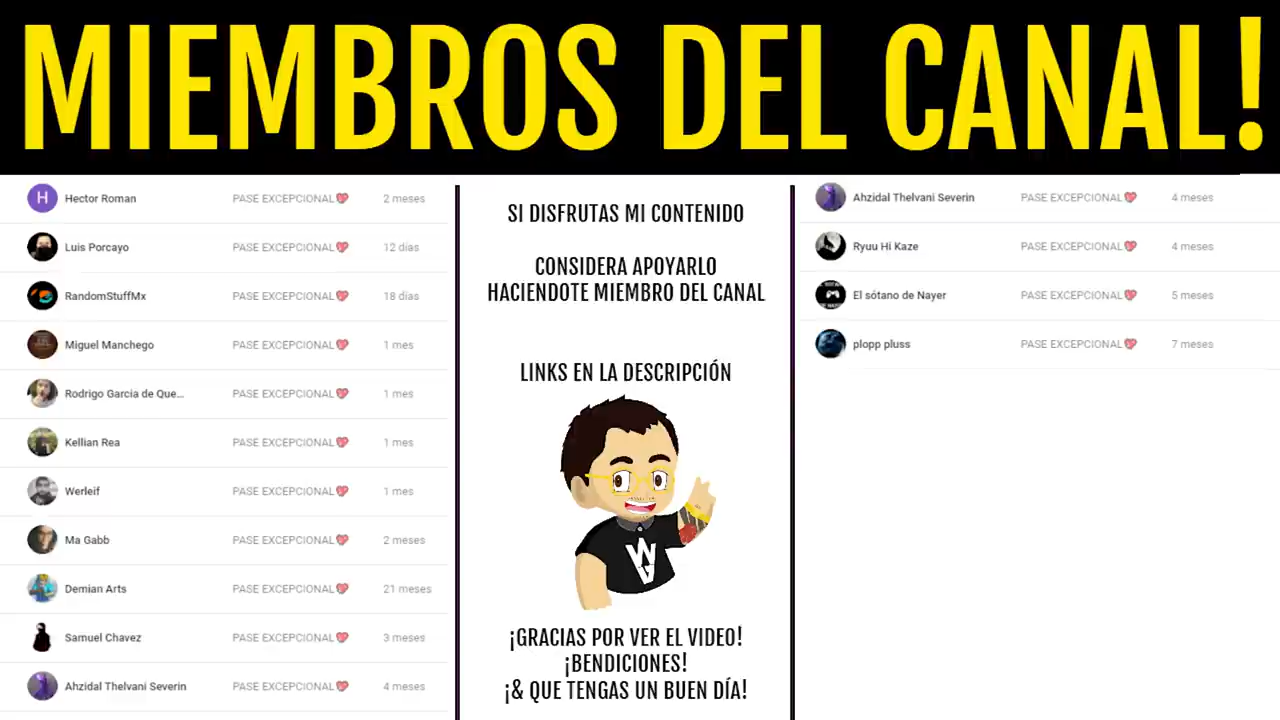 MIEMBROS DEL CANAL!
H Hector Roman PASE EXCEPCIONAL💖 2 meses
Luis Porcayo PASE EXCEPCIONAL💖 12 días
RandomStuffMx PASE EXCEPCIONAL💖 18 días
Miguel Manchego PASE EXCEPCIONAL💖 1 mes
Rodrigo Garcia de Que... PASE EXCEPCIONAL💖 1 mes
Kellian Rea PASE EXCEPCIONAL💖 1 mes
Werleif PASE EXCEPCIONAL💖 1 mes
Ma Gabb PASE EXCEPCIONAL💖 2 meses
Demian Arts PASE EXCEPCIONAL💖 21 meses
Samuel Chavez PASE EXCEPCIONAL💖 3 meses
Ahzidal Thelvani Severin PASE EXCEPCIONAL💖 4 meses
SI DISFRUTAS MI CONTENIDO
CONSIDERA APOYARLO
HACIENDOTE MIEMBRO DEL CANAL
LINKS EN LA DESCRIPCIÓN
¡GRACIAS POR VER EL VIDEO!
¡BENDICIONES!
¡& QUE TENGAS UN BUEN DÍA!
Ahzidal Thelvani Severin PASE EXCEPCIONAL💖 4 meses
Ryuu Hi Kaze PASE EXCEPCIONAL💖 4 meses
El sótano de Nayer PASE EXCEPCIONAL💖 5 meses
plopp pluss PASE EXCEPCIONAL💖 7 meses